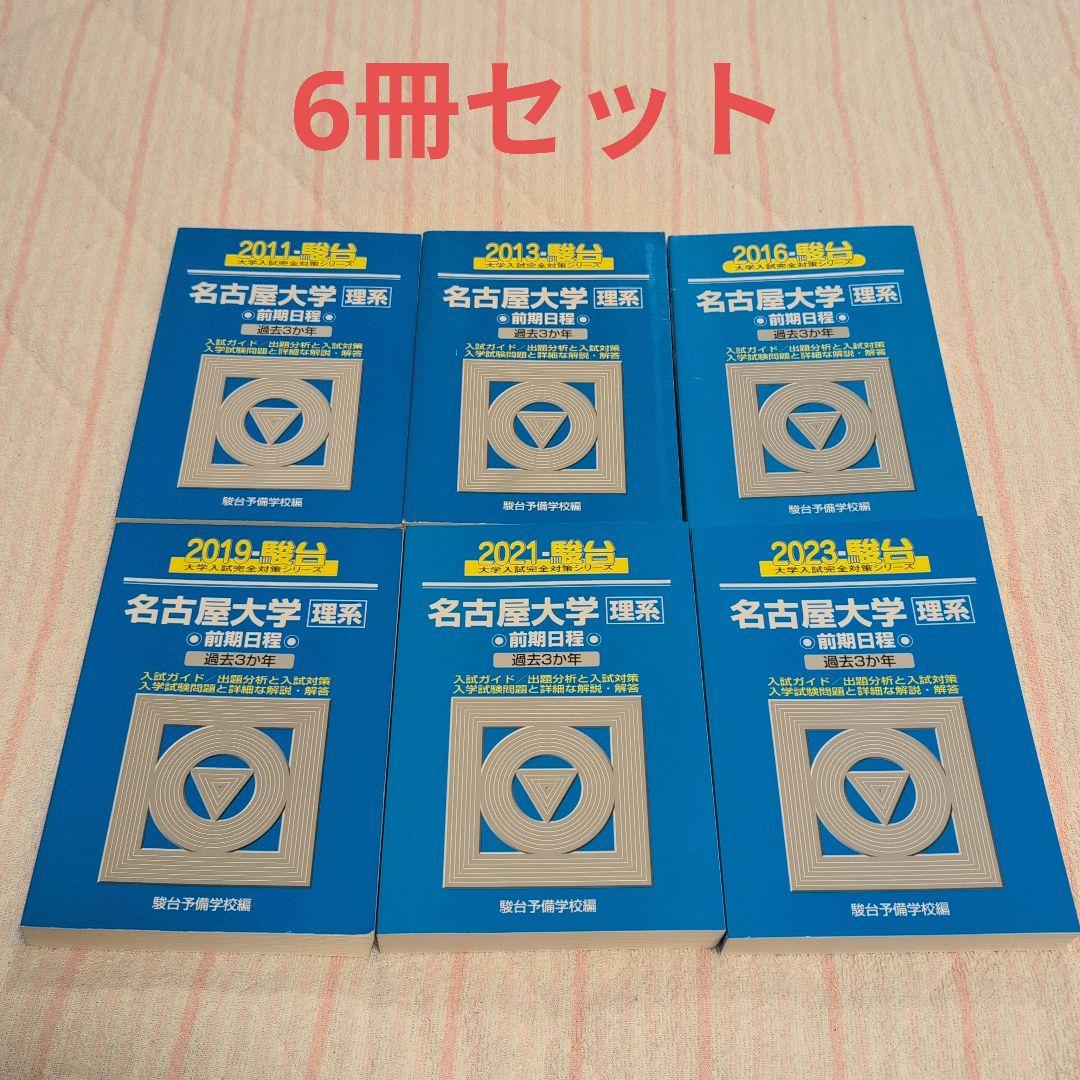 6冊セット
2011-駿台
大学入試完全対策シリーズ
名古屋大学 理系
前期日程
過去3か年
入試ガイド/出題分析と入試対策
入学試験問題と詳細な解説・解答
駿台予備学校編
2013-駿台
大学入試完全対策シリーズ
名古屋大学 理系
前期日程
過去3か年
入試ガイド/出題分析と入試対策
入学試験問題と詳細な解説・解答
駿台予備学校編
2016-駿台
大学入試完全対策シリーズ
名古屋大学 理系
前期日程
過去3か年
入試ガイド/出題分析と入試対策
入学試験問題と詳細な解説・解答
駿台予備学校編
2019-駿台
大学入試完全対策シリーズ
名古屋大学 理系
前期日程
過去3か年
入試ガイド/出題分析と入試対策
入学試験問題と詳細な解説・解答
駿台予備学校編
2021-駿台
大学入試完全対策シリーズ
名古屋大学 理系
前期日程
過去3か年
入試ガイド/出題分析と入試対策
入学試験問題と詳細な解説・解答
駿台予備学校編
2023-駿台
大学入試完全対策シリーズ
名古屋大学 理系
前期日程
過去3か年
入試ガイド/出題分析と入試対策
入学試験問題と詳細な解説・解答
駿台予備学校編